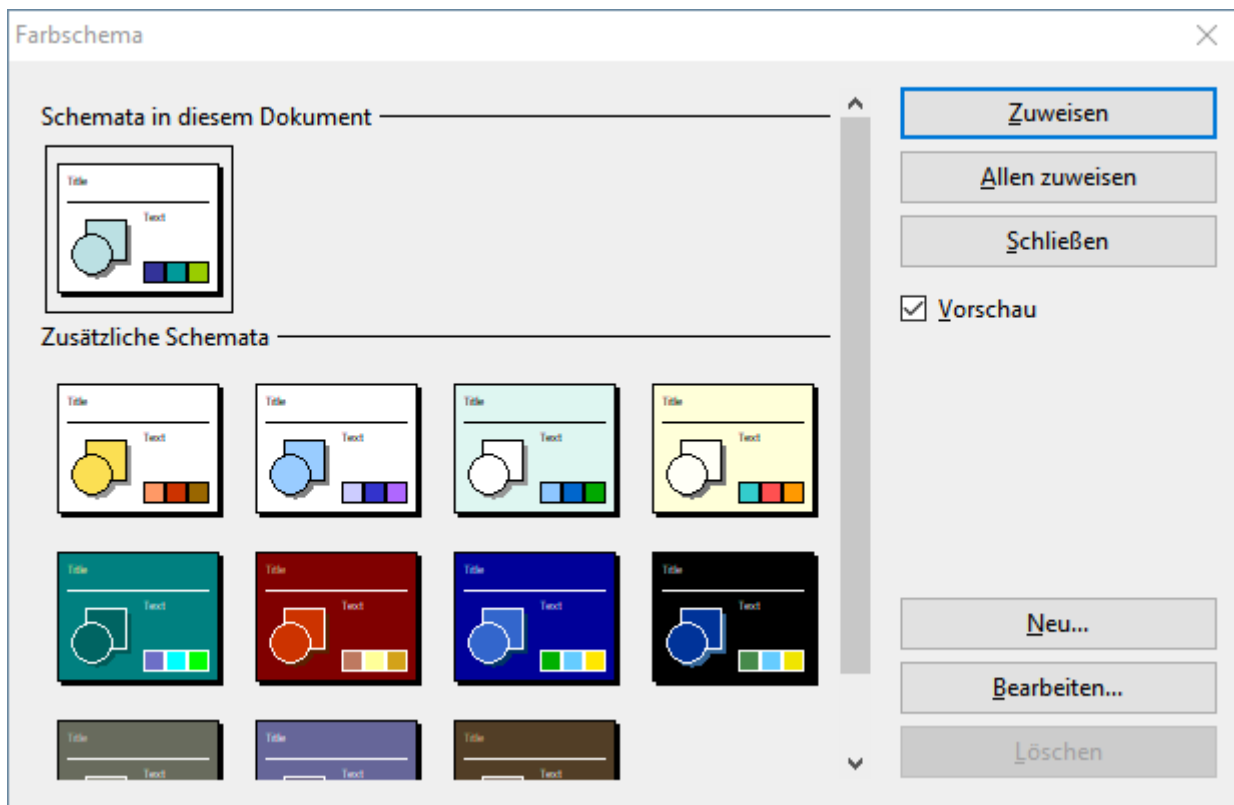 Farbschema
Schemata in diesem Dokument
Title
Text
Zusätzliche Schemata
Title
Text
Title
Text
Title
Text
Title
Text
Title
Text
Title
Text
Title
Text
Title
Text
Title
Text
Title
Text
Title
Text
Zuweisen
Allen zuweisen
Schließen
Vorschau
Neu...
Bearbeiten...
Löschen